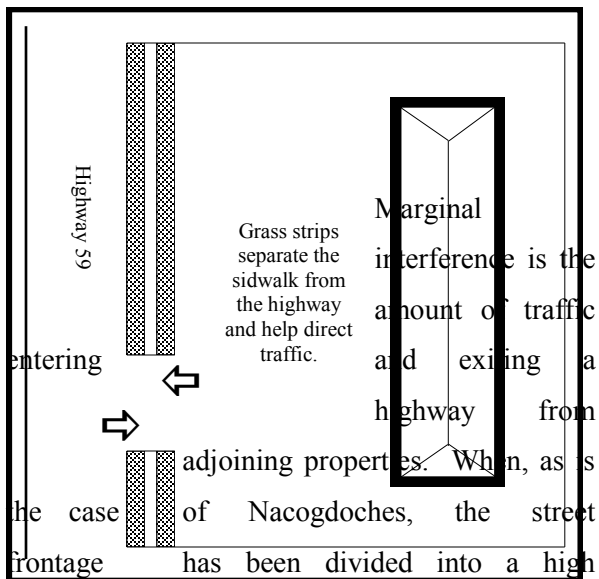 Highway 59
Grass strips
separate the
sidwalk from
the highway
and help direct
traffic.
Marginal
interference is the
amount of traffic
entering and exiting a
highway from
adjoining properties. When, as is
the case of Nacogdoches, the street
frontage has been divided into a high